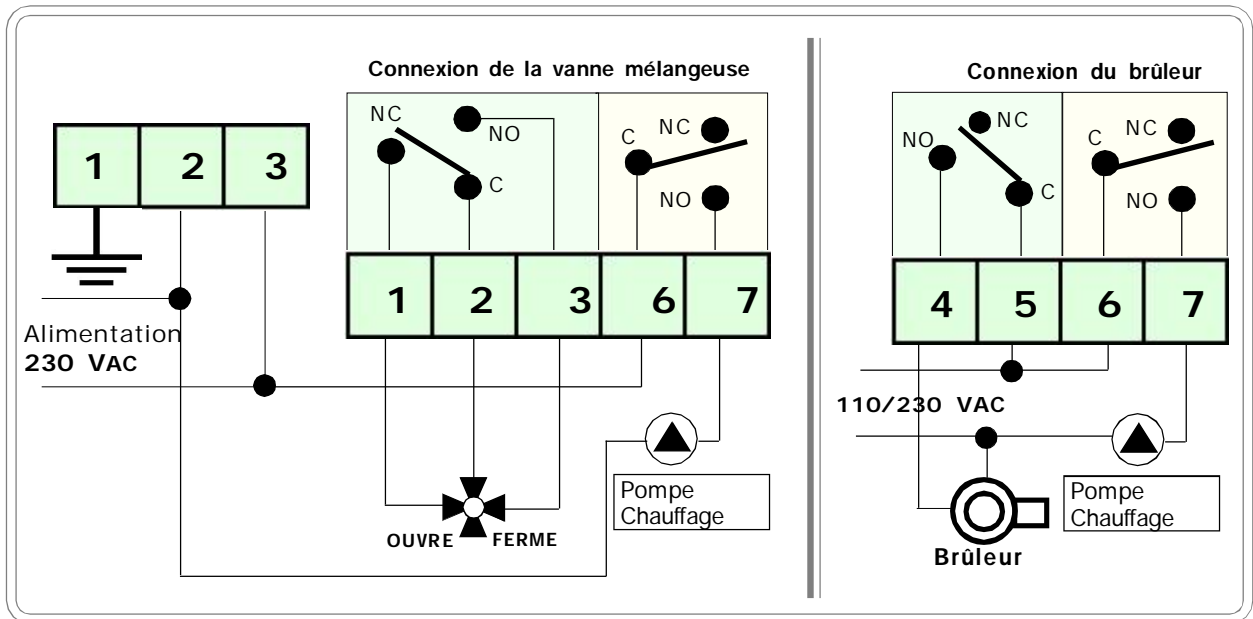 Connexion de la vanne mélangeuse
Connexion du brûleur
1 2 3
Alimentation
230 VAC
NC
NO
C
C
NC
NO
1 2 3 6 7
OUVRE FERME
Pompe
Chauffage
NO
NC
C
C
NC
NO
4 5 6 7
110/230 VAC
Brûleur
Pompe
Chauffage